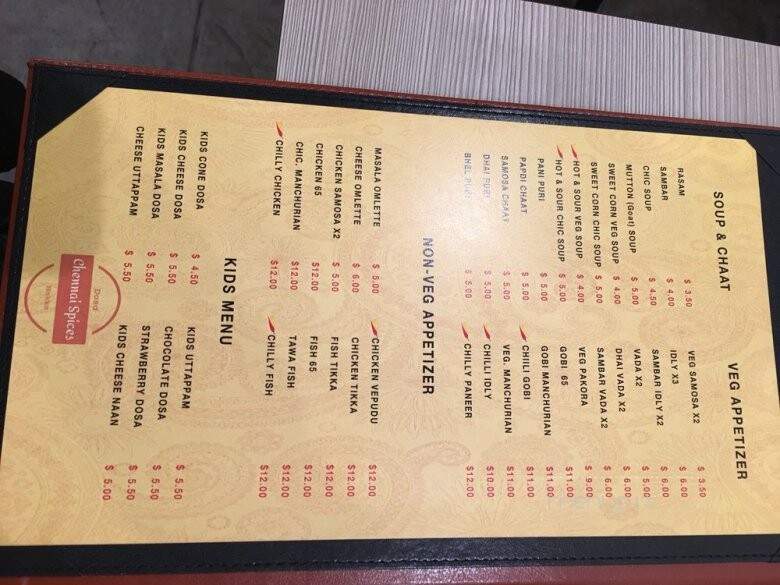 SOUP & CHAAT
RASAM $ 3.50
SAMBAR $ 4.00
CHIC SOUP $ 4.50
MUTTON (Goat) SOUP $ 5.00
SWEET CORN VEG SOUP $ 4.00
SWEET CORN CHIC SOUP $ 5.00
HOT & SOUR VEG SOUP $ 4.00
HOT & SOUR CHIC SOUP $ 5.00
PANI PURI $ 5.00
PAPDI CHAAT $ 5.00
SAMOSA CHAAT $ 5.00
DHAI PURI $ 5.00
BHEL PURI $ 5.00
VEG APPETIZER
VEG SAMOSA X2 $ 3.50
IDLY X3 $ 6.00
SAMBAR IDLY X2 $ 6.00
VADA X2 $ 5.00
DHAI VADA X2 $ 6.00
SAMBAR VADA X2 $ 6.00
VEG PAKORA $ 9.00
GOBI 65 $11.00
GOBI MANCHURIAN $11.00
CHILI GOBI $11.00
VEG. MANCHURIAN $11.00
CHILLI IDLY $10.00
CHILLY PANEER $12.00
NON-VEG APPETIZER
MASALA OMLETTE $ 5.00
CHEESE OMLETTE $ 6.00
CHICKEN SAMOSA X2 $ 5.00
CHICKEN 65 $12.00
CHIC. MANCHURIAN $12.00
CHILLY CHICKEN $12.00
CHICKEN VEPUDU $12.00
CHICKEN TIKKA $12.00
FISH TIKKA $12.00
FISH 65 $12.00
TAWA FISH $12.00
CHILLY FISH $12.00
KIDS MENU
KIDS CONE DOSA $ 4.50
KIDS CHEESE DOSA $ 5.50
KIDS MASALA DOSA $ 5.50
CHEESE UTTAPPAM $ 5.50
KIDS UTTAPPAM $ 5.50
CHOCOLATE DOSA $ 5.50
STRAWBERRY DOSA $ 5.50
KIDS CHEESE NAAN $ 5.00
Dosa
Chennai Spices